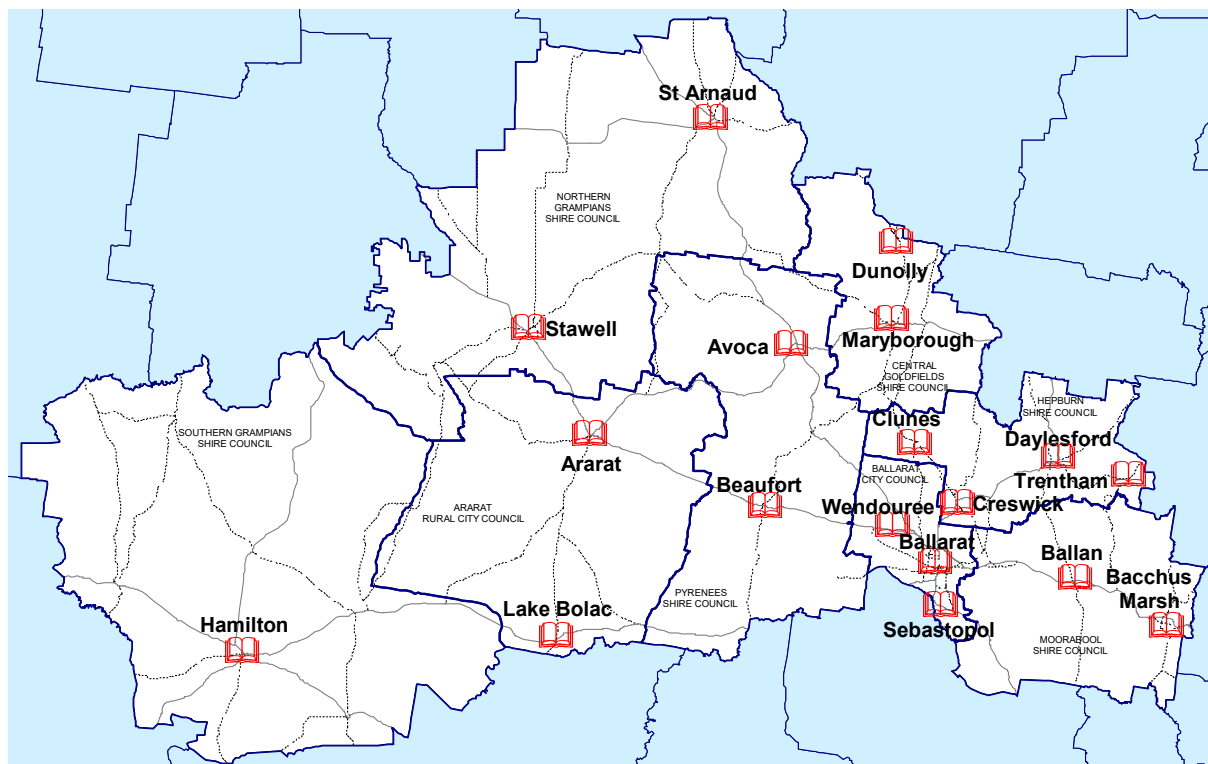 St Arnaud
NORTHERN
GRAMPIANS
SHIRE COUNCIL
Dunolly
Stawell
Avoca
Maryborough
CENTRAL
GOLDFIELDS
SHIRE COUNCIL
HEPBURN
SHIRE COUNCIL
SOUTHERN GRAMPIANS
SHIRE COUNCIL
Clunes
Daylesford
Ararat
BALLARAT
CITY COUNCIL
Trentham
Beaufort
ARARAT
RURAL CITY COUNCIL
Wendouree
Creswick
Ballarat
Ballan
Bacchus
Marsh
PYRENEES
SHIRE COUNCIL
Lake Bolac
Hamilton
Sebastopol
MOORABOOL
SHIRE COUNCIL